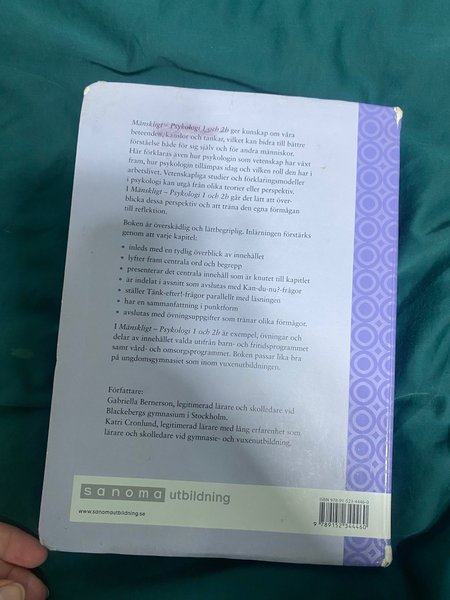 Mänskligt – Psykologi 1 och 2b ger kunskap om våra
beteenden, känslor och tankar, vilket kan bidra till bättre
förståelse både för sig själv och för andra människor.
Här förklaras även hur psykologin som vetenskap har växt
fram, hur psykologin tillämpas idag och vilken roll den har i
arbetslivet. Vetenskapliga studier och förklaringsmodeller
i psykologi kan utgå från olika teorier eller perspektiv.
I Mänskligt – Psykologi 1 och 2b går det lätt att över-
blicka dessa perspektiv och att träna den egna förmågan
till reflektion.
Boken är överskådlig och lättbegriplig. Inlärningen förstärks
genom att varje kapitel:
• inleds med en tydlig överblick av innehållet
• lyfter fram centrala ord och begrepp
• presenterar det centrala innehåll som är knutet till kapitlet
• är indelat i avsnitt som avslutas med Kan-du-nu?-frågor
• ställer Tänk-efter!-frågor parallellt med läsningen
• har en sammanfattning i punktform
• avslutas med övningsuppgifter som tränar olika förmågor.
I Mänskligt – Psykologi 1 och 2b är exempel, övningar och
delar av innehållet valda utifrån barn- och fritidsprogrammet
samt vård- och omsorgsprogrammet. Boken passar lika bra
på ungdomsgymnasiet som inom vuxenutbildningen.
Författare:
Gabriella Bernerson, legitimerad lärare och skolledare vid
Blackebergs gymnasium i Stockholm.
Katri Cronlund, legitimerad lärare med lång erfarenhet som
lärare och skolledare vid gymnasie- och vuxenutbildning.
sanoma utbildning
www.sanomautbildning.se
ISBN 978-91-523-4446-0
9 789152 344460